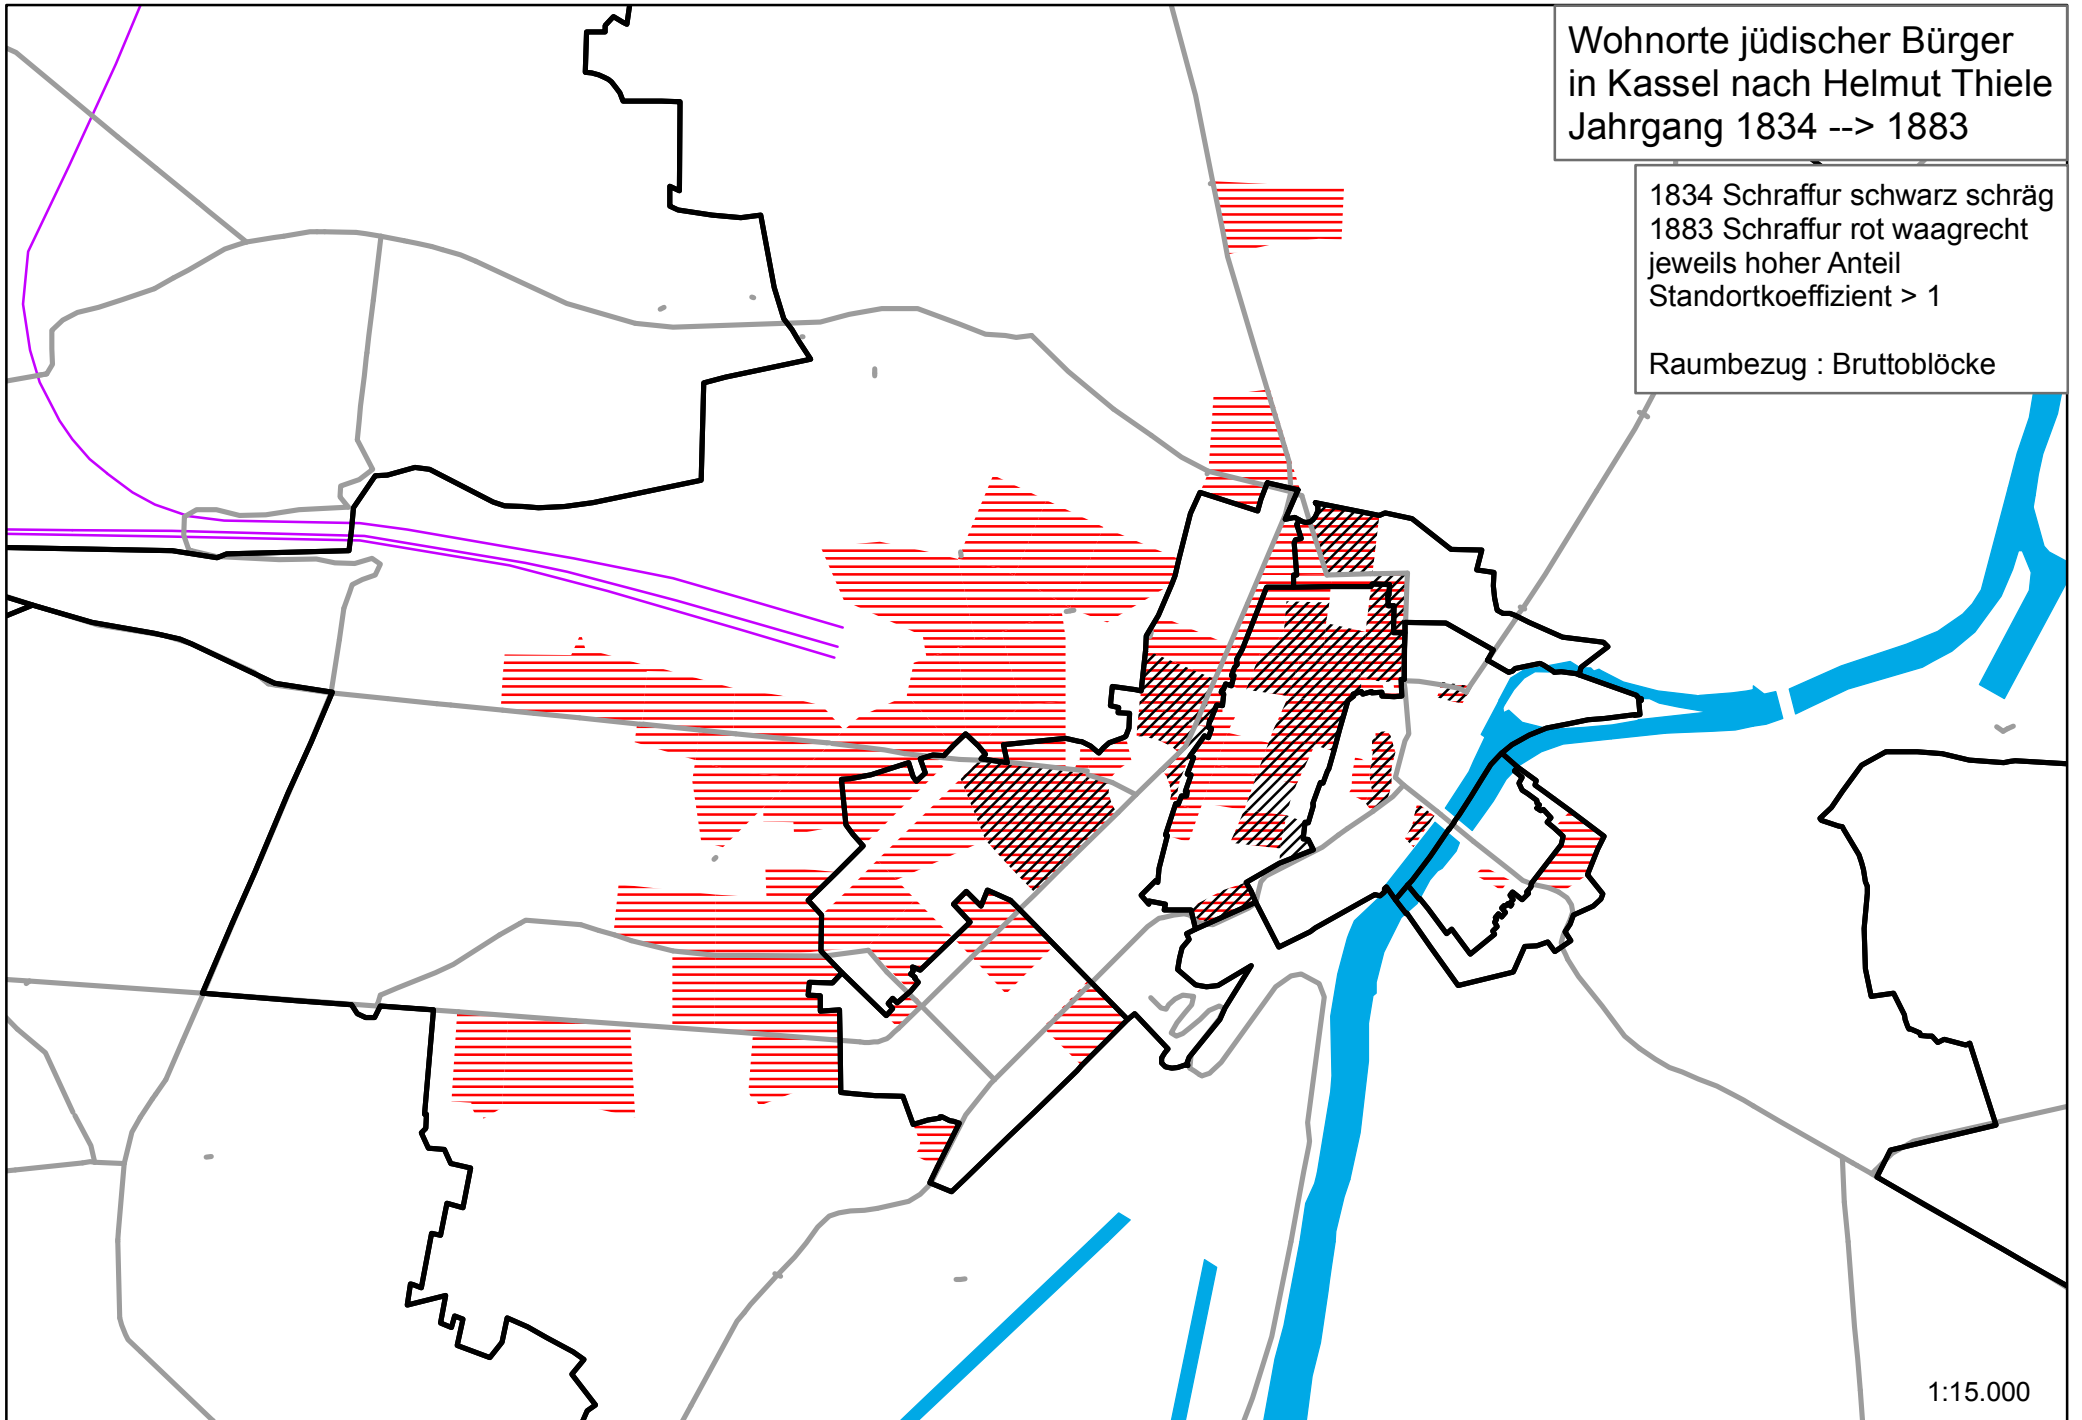 Wohnorte jüdischer Bürger
in Kassel nach Helmut Thiele
Jahrgang 1834 --> 1883
1834 Schraffur schwarz schräg
1883 Schraffur rot waagrecht
jeweils hoher Anteil
Standortkoeffizient > 1
Raumbezug : Bruttoblöcke
1:15.000